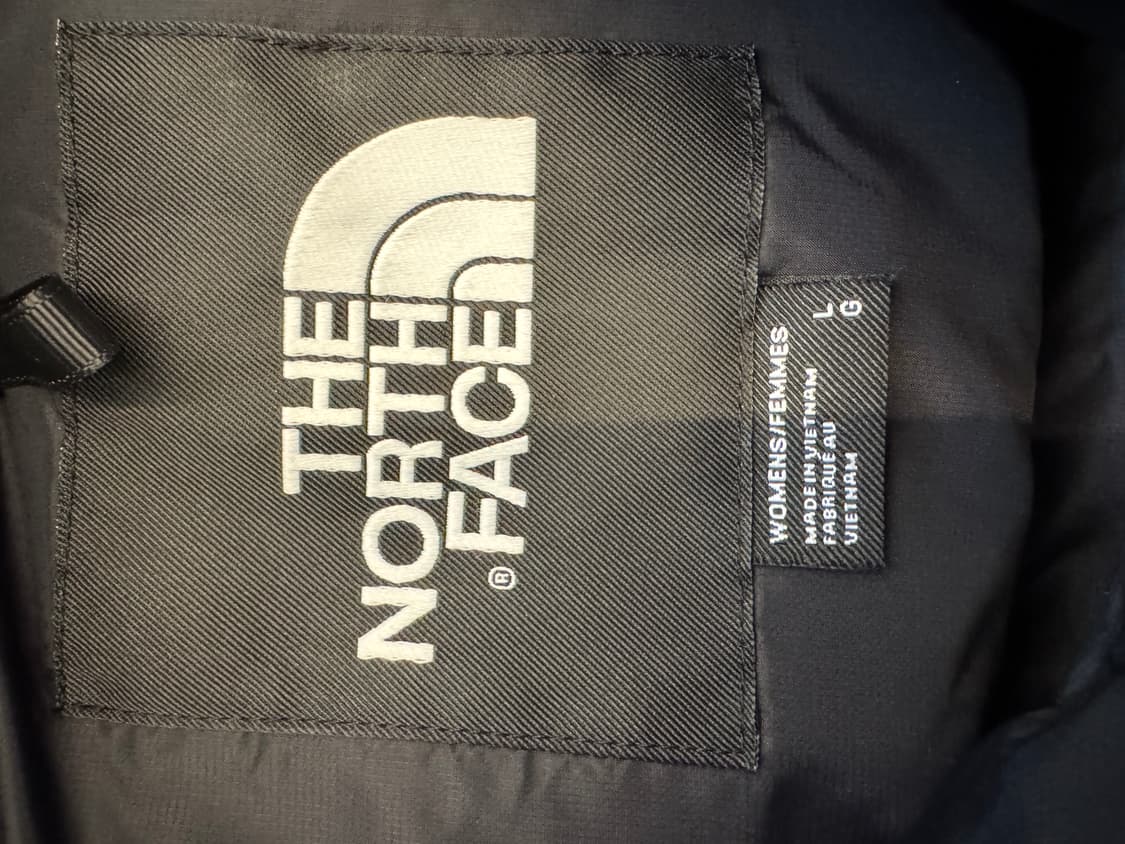 THE
NORTH
®FACE
WOMENS/FEMMES L
G
MADE IN VIETNAM
FABRIQUÉ AU
VIETNAM